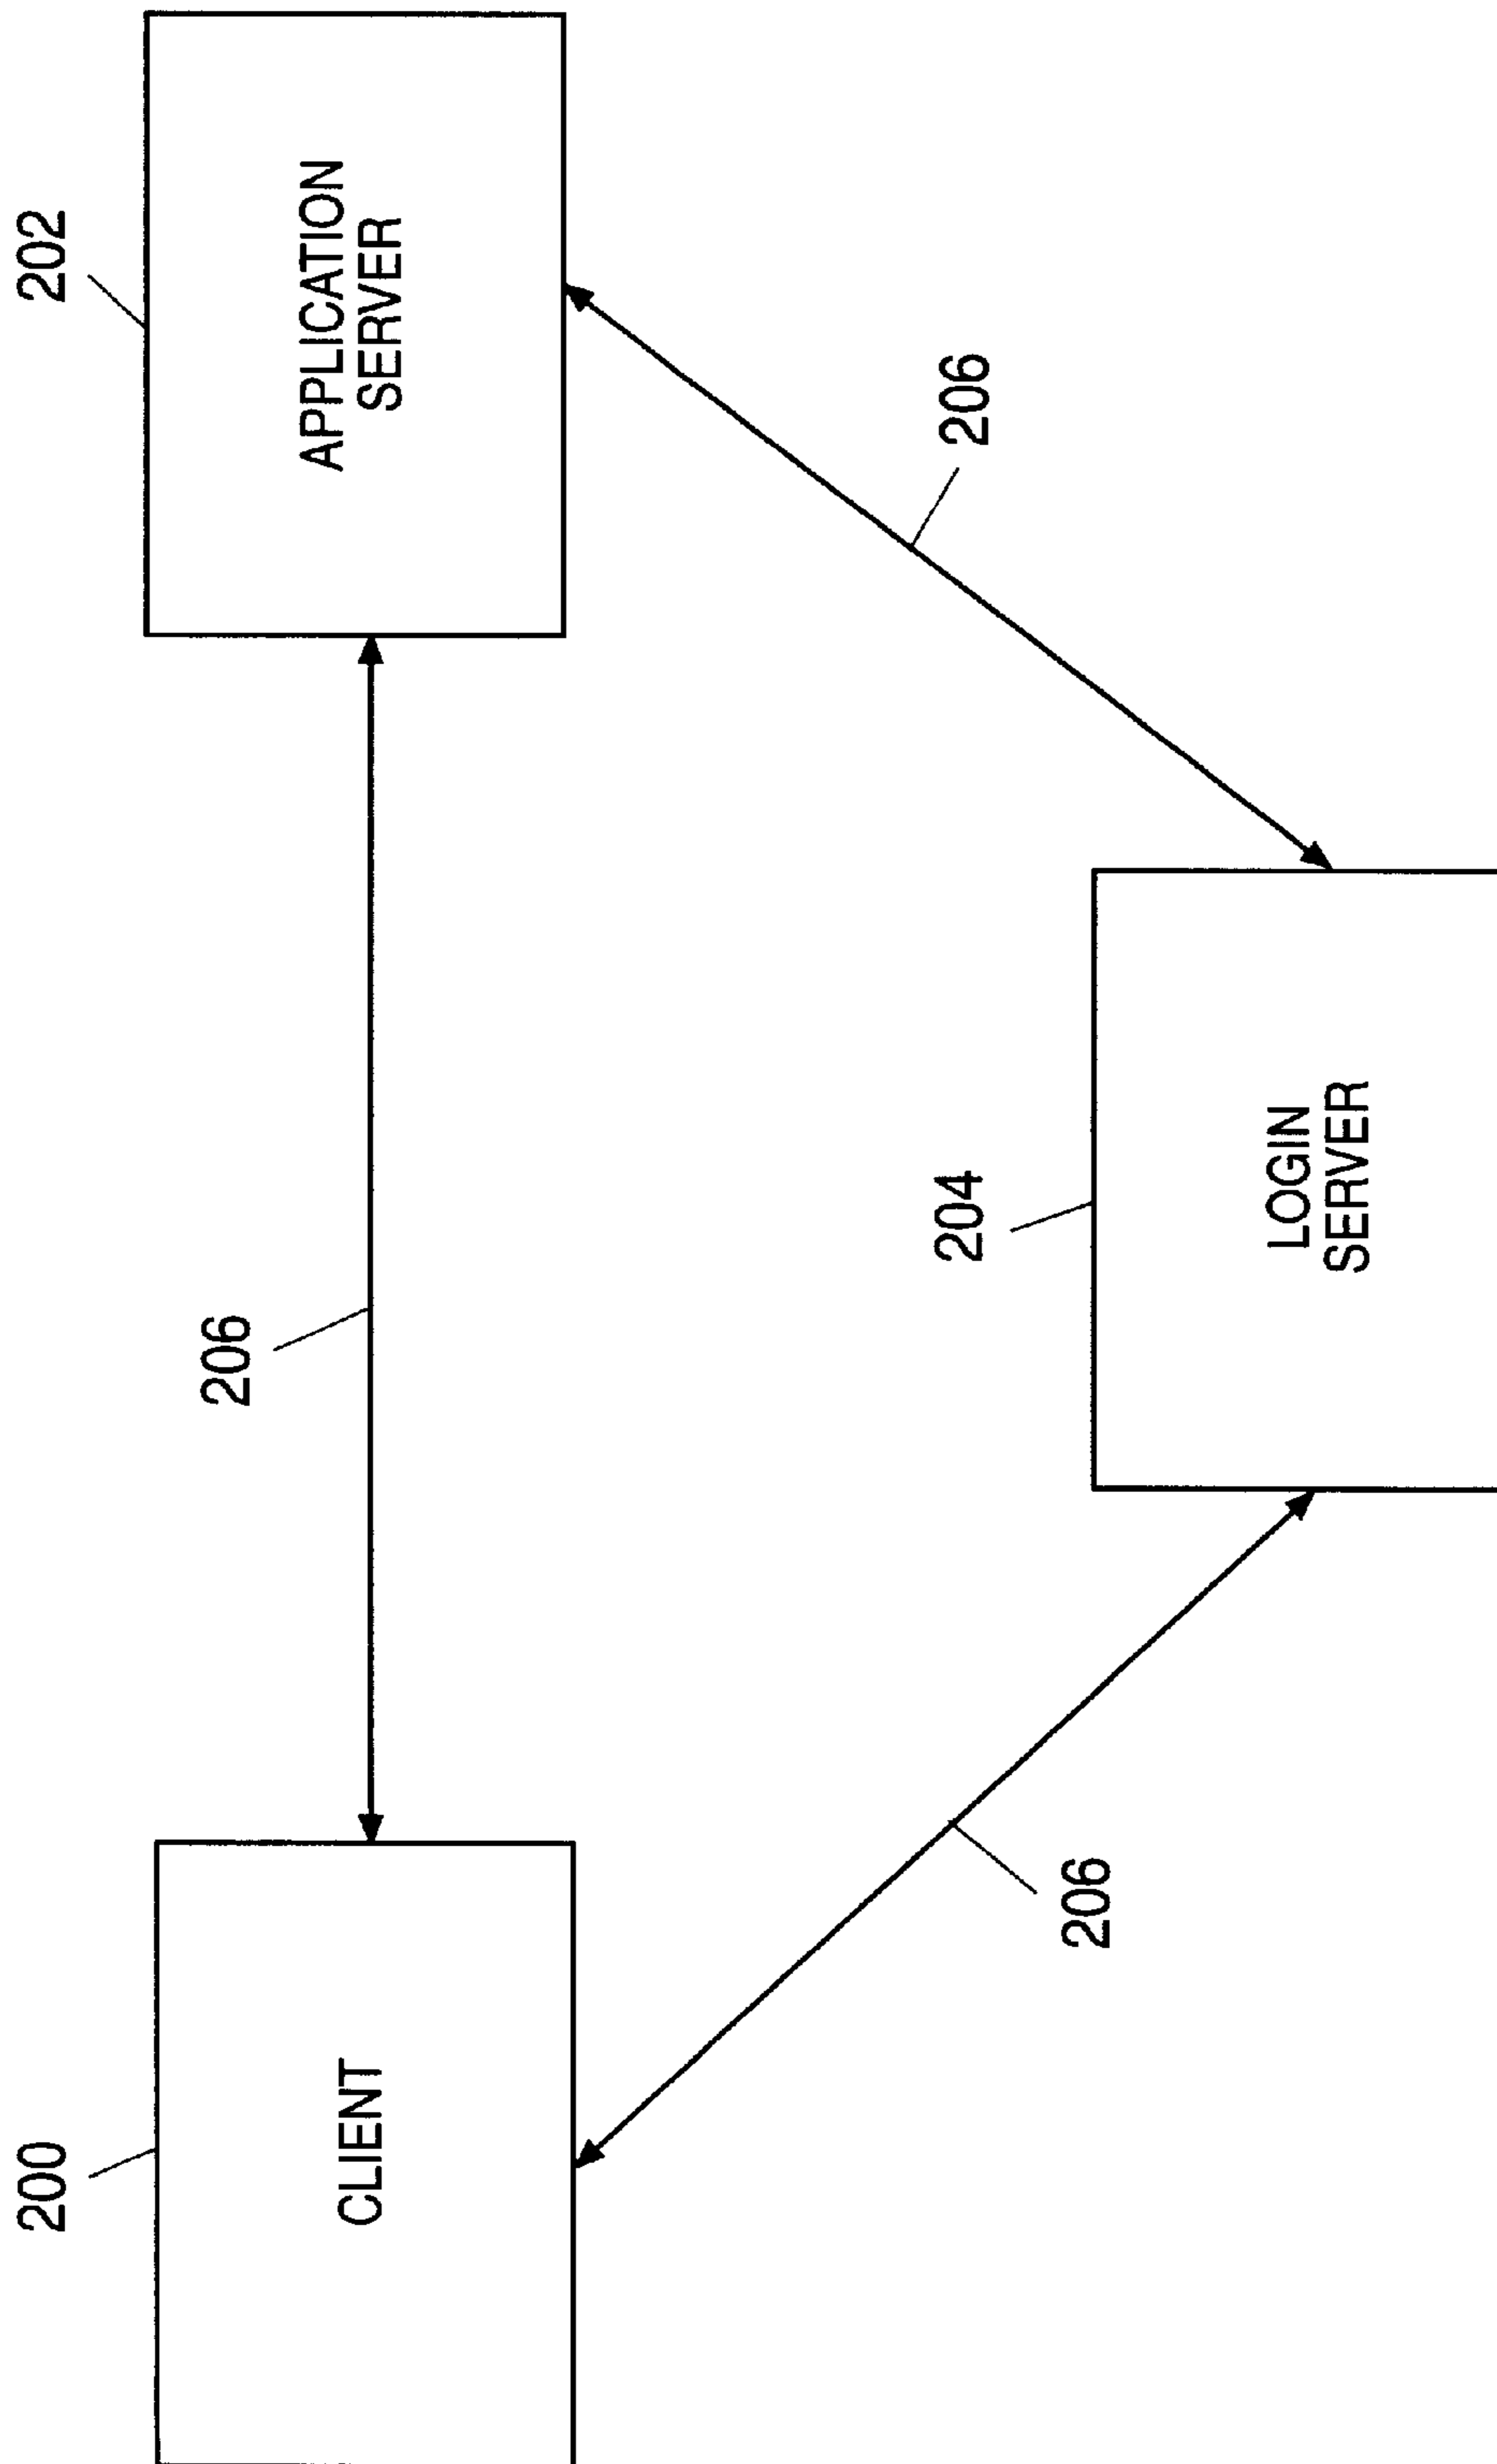 200
CLIENT
206
202
APPLICATION
SERVER
206
204
LOGIN
SERVER
206